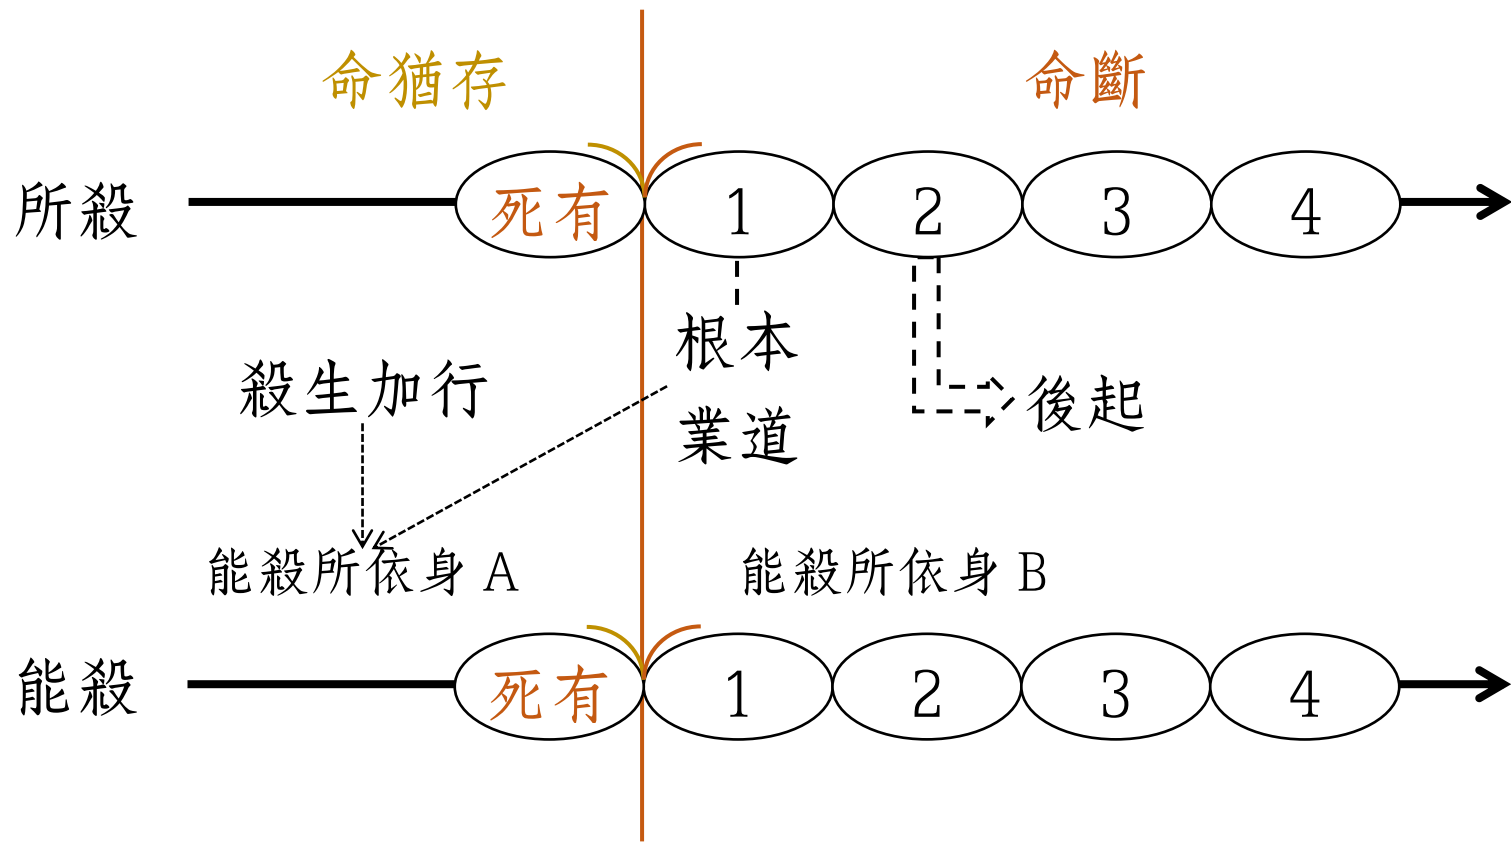 命猶存 命斷
所殺 死有 1 2 3 4
根本
殺生加行 後起
業道
能殺所依身 A 能殺所依身 B
能殺 死有 1 2 3 4